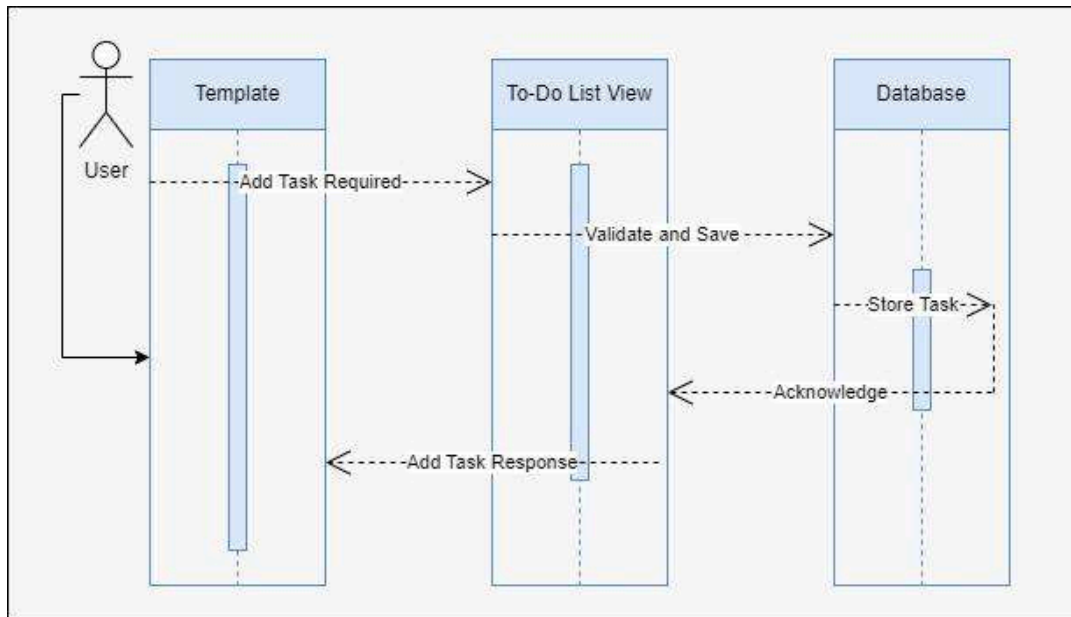 Template
To-Do List View
Database
User
Add Task Required
Validate and Save
Store Task
Acknowledge
Add Task Response